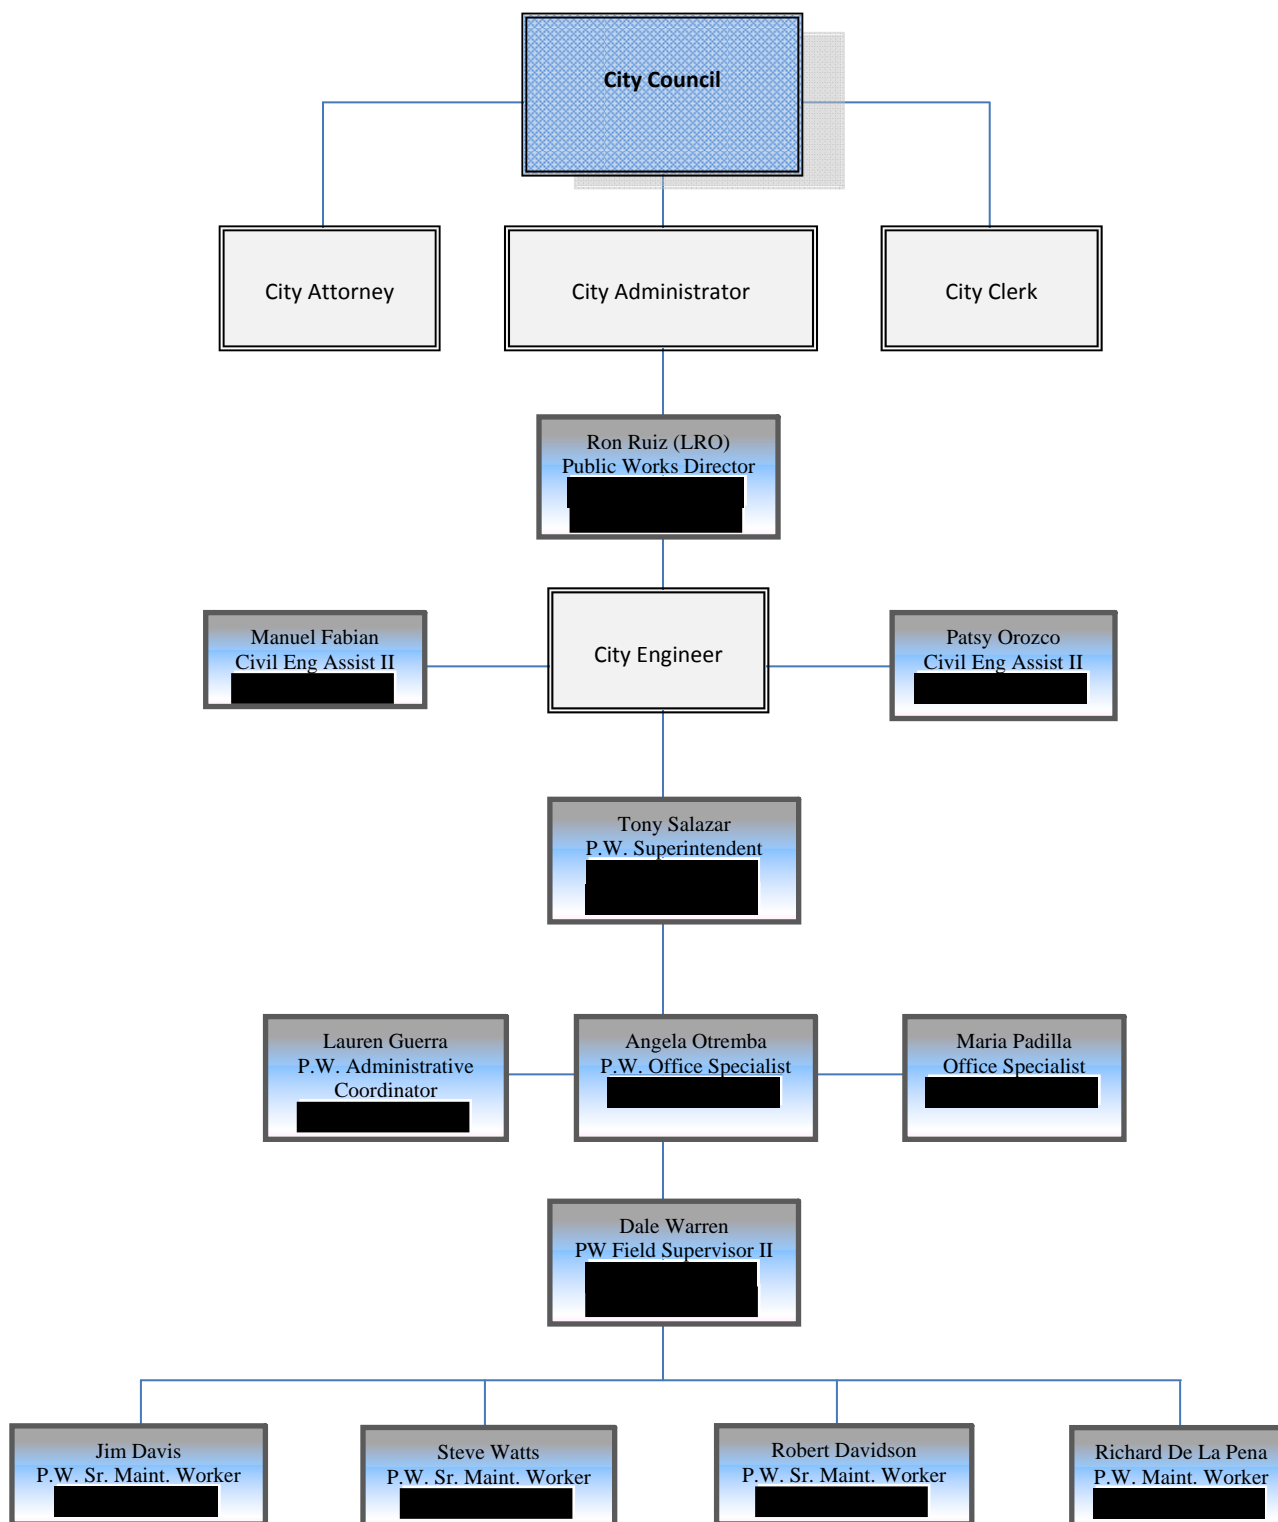 City Council
City Attorney
City Administrator
City Clerk
Ron Ruiz (LRO)
Public Works Director
Manuel Fabian
Civil Eng Assist II
City Engineer
Patsy Orozco
Civil Eng Assist II
Tony Salazar
P.W. Superintendent
Lauren Guerra
P.W. Administrative
Coordinator
Angela Otremba
P.W. Office Specialist
Maria Padilla
Office Specialist
Dale Warren
PW Field Supervisor II
Jim Davis
P.W. Sr. Maint. Worker
Steve Watts
P.W. Sr. Maint. Worker
Robert Davidson
P.W. Sr. Maint. Worker
Richard De La Pena
P.W. Maint. Worker